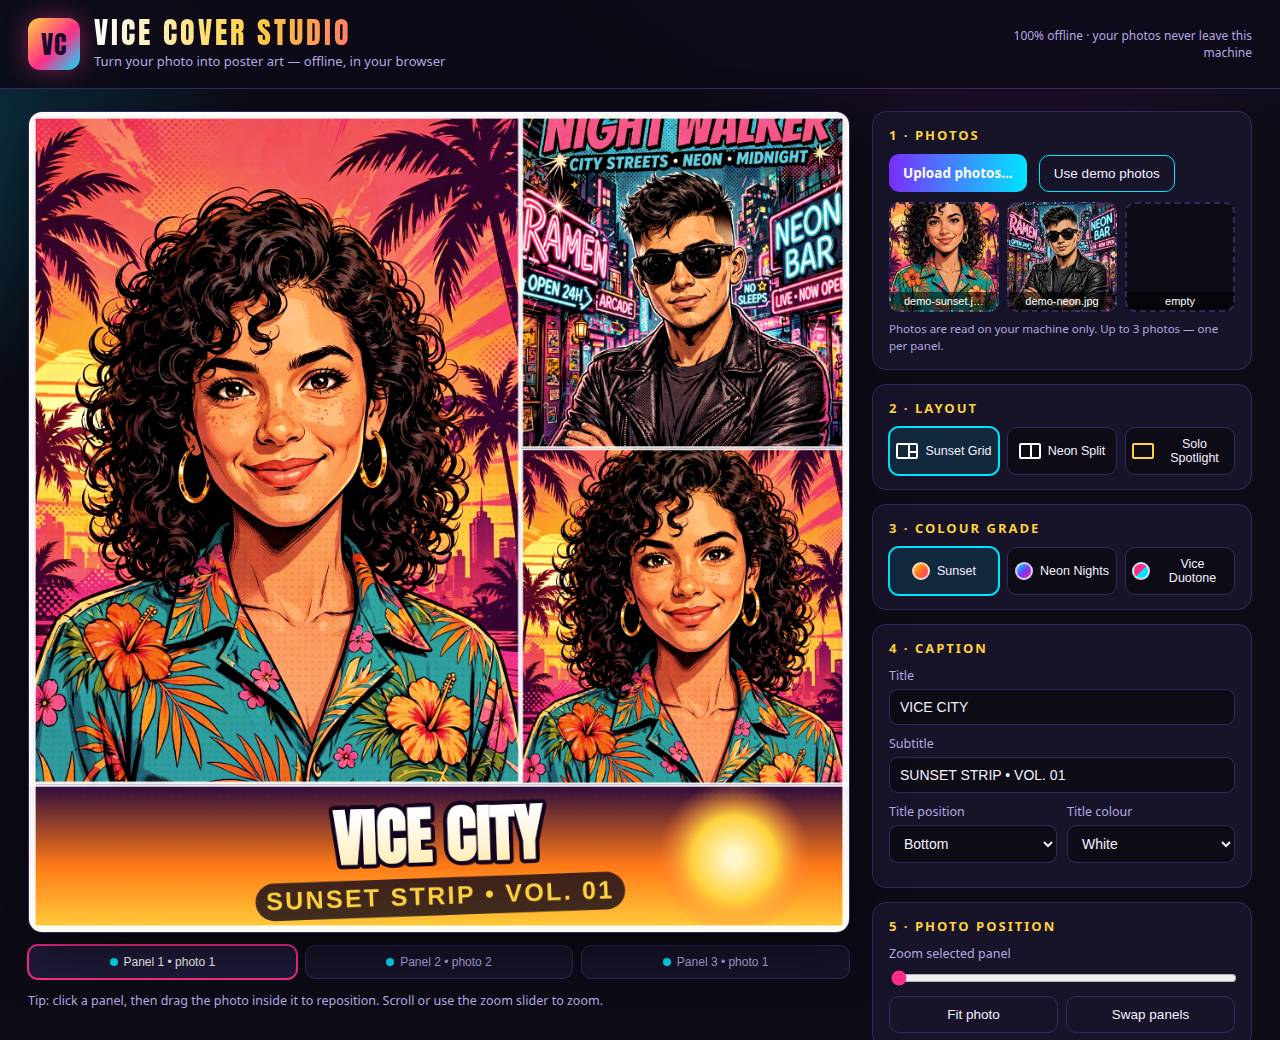 VC
VICE COVER STUDIO
Turn your photo into poster art — offline, in your browser
100% offline · your photos never leave this
machine
NIGHT WALKER
CITY STREETS • NEON • MIDNIGHT
RAMEN
OPEN 24H
ARCADE
NEON
BAR
NO
SLEEPS
LIVE • NOW OPEN
VICE CITY
SUNSET STRIP • VOL. 01
Panel 1 • photo 1
Panel 2 • photo 2
Panel 3 • photo 1
Tip: click a panel, then drag the photo inside it to reposition. Scroll or use the zoom slider to zoom.
1 · PHOTOS
Upload photos…
Use demo photos
RAMEN
NEON
BAR
demo-sunset.j…
demo-neon.jpg
empty
Photos are read on your machine only. Up to 3 photos — one
per panel.
2 · LAYOUT
Sunset Grid
Neon Split
Solo
Spotlight
3 · COLOUR GRADE
Sunset
Neon Nights
Vice
Duotone
4 · CAPTION
Title
VICE CITY
Subtitle
SUNSET STRIP • VOL. 01
Title position
Title colour
Bottom
White
5 · PHOTO POSITION
Zoom selected panel
Fit photo
Swap panels